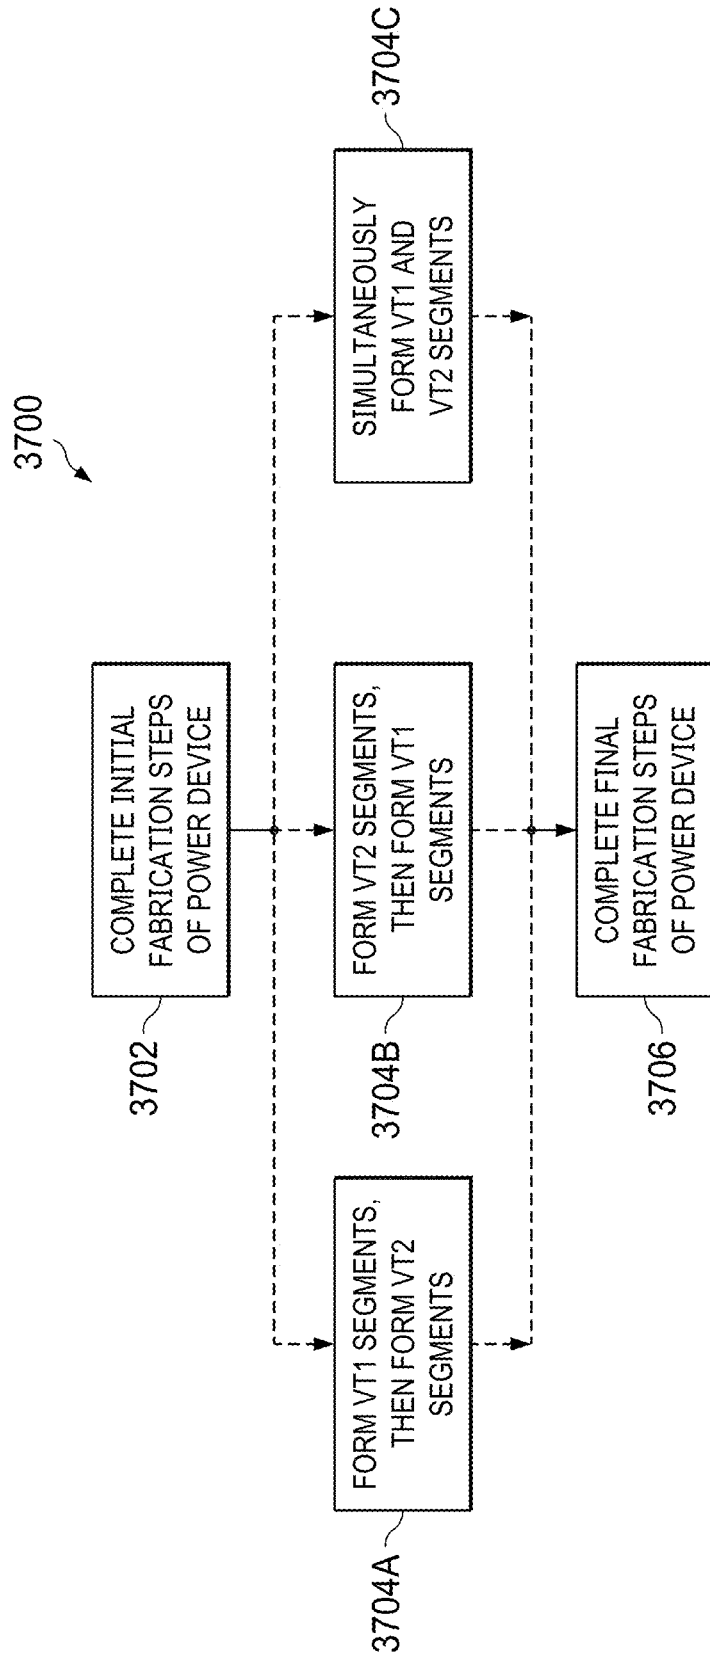 3700
COMPLETE INITIAL
FABRICATION STEPS
OF POWER DEVICE
3702
FORM VT1 SEGMENTS,
THEN FORM VT2
SEGMENTS
3704A
FORM VT2 SEGMENTS,
THEN FORM VT1
SEGMENTS
3704B
SIMULTANEOUSLY
FORM VT1 AND
VT2 SEGMENTS
3704C
COMPLETE FINAL
FABRICATION STEPS
OF POWER DEVICE
3706